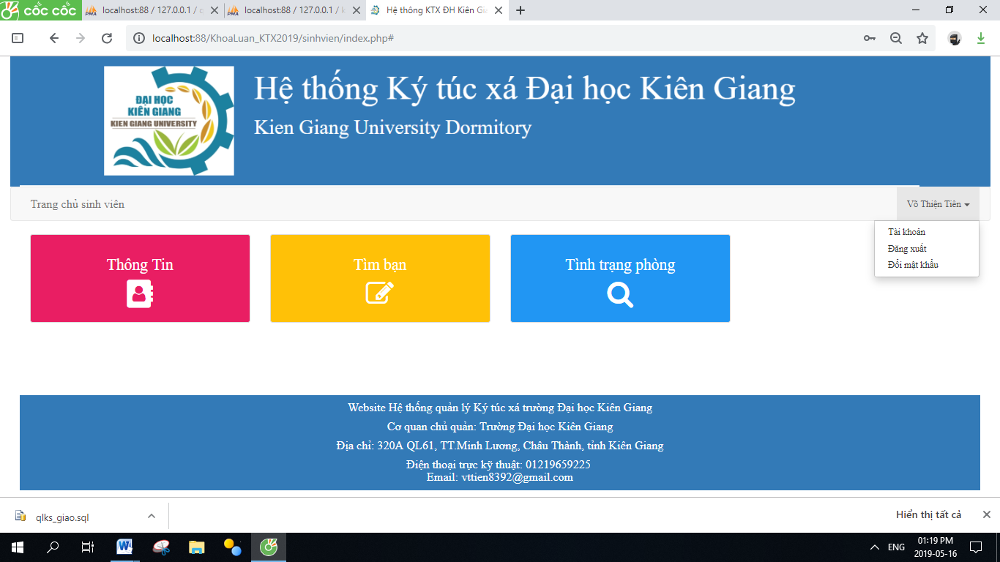 cốc cốc
localhost:88 / 127.0.0.1 / q
localhost:88 / 127.0.0.1 / k
Hệ thông KTX ĐH Kiên Gia
localhost:88/KhoaLuan_KTX2019/sinhvien/index.php#
ĐẠI HỌC
KIÊN GIANG
KIEN GIANG UNIVERSITY
Hệ thống Ký túc xá Đại học Kiên Giang
Kien Giang University Dormitory
Trang chủ sinh viên
Võ Thiện Tiên
Tài khoản
Đăng xuất
Đổi mật khẩu
Thông Tin
Tìm bạn
Tình trạng phòng
Website Hệ thống quản lý Ký túc xá trường Đại học Kiên Giang
Cơ quan chủ quản: Trường Đại học Kiên Giang
Địa chỉ: 320A QL61, TT.Minh Lương, Châu Thành, tỉnh Kiên Giang
Điện thoại trực kỹ thuật: 01219659225
Email: vttien8392@gmail.com
qlks_giao.sql
Hiển thị tất cả
ENG
01:19 PM
2019-05-16